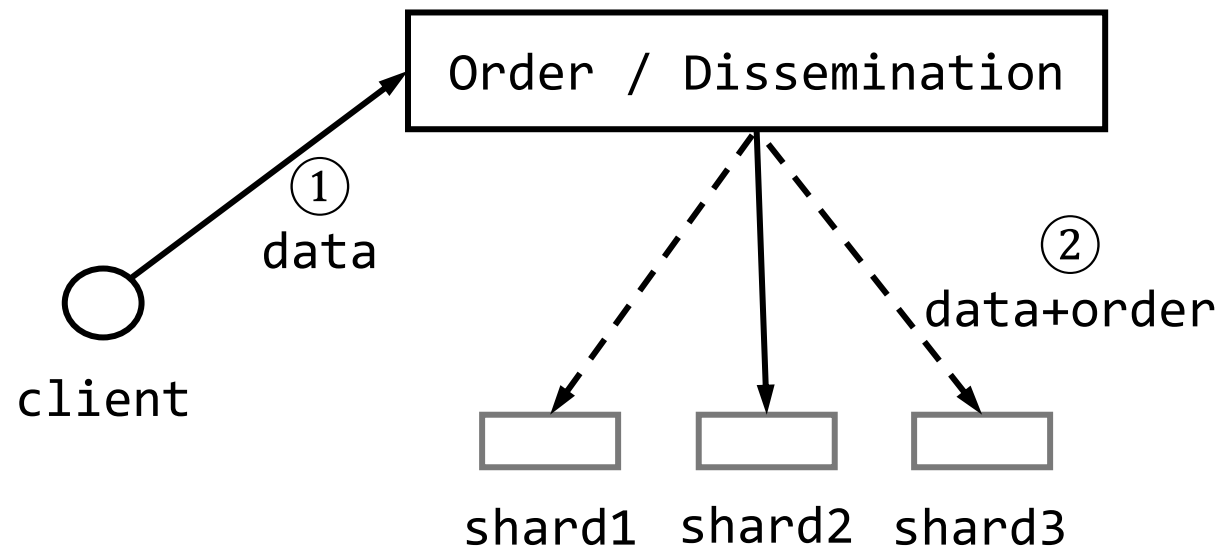 Order / Dissemination
①
data
②
data+order
client
shard1 shard2 shard3